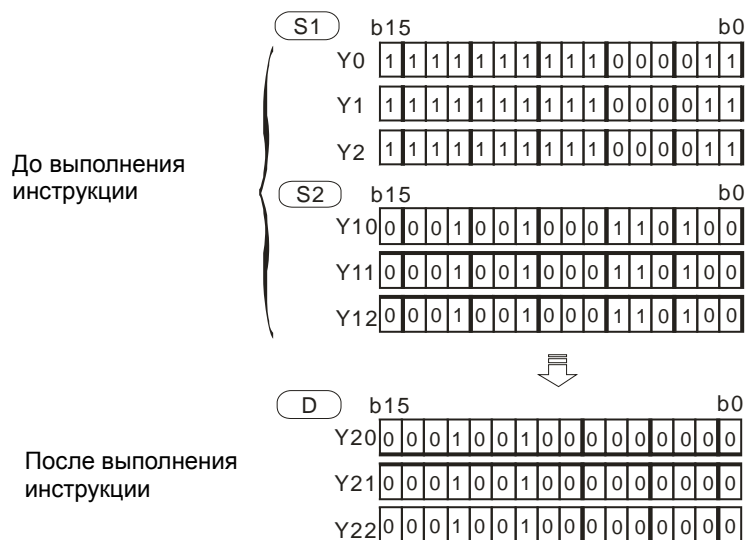 S1 b15 b0
Y0 1 1 1 1 1 1 1 1 1 1 0 0 0 0 1 1
Y1 1 1 1 1 1 1 1 1 1 1 0 0 0 0 1 1
Y2 1 1 1 1 1 1 1 1 1 1 0 0 0 0 1 1
До выполнения
инструкции
S2 b15 b0
Y10 0 0 0 1 0 0 1 0 0 0 1 1 0 1 0 0
Y11 0 0 0 1 0 0 1 0 0 0 1 1 0 1 0 0
Y12 0 0 0 1 0 0 1 0 0 0 1 1 0 1 0 0
D b15 b0
Y20 0 0 0 1 0 0 1 0 0 0 0 0 0 0 0 0
После выполнения
инструкции
Y21 0 0 0 1 0 0 1 0 0 0 0 0 0 0 0 0
Y22 0 0 0 1 0 0 1 0 0 0 0 0 0 0 0 0